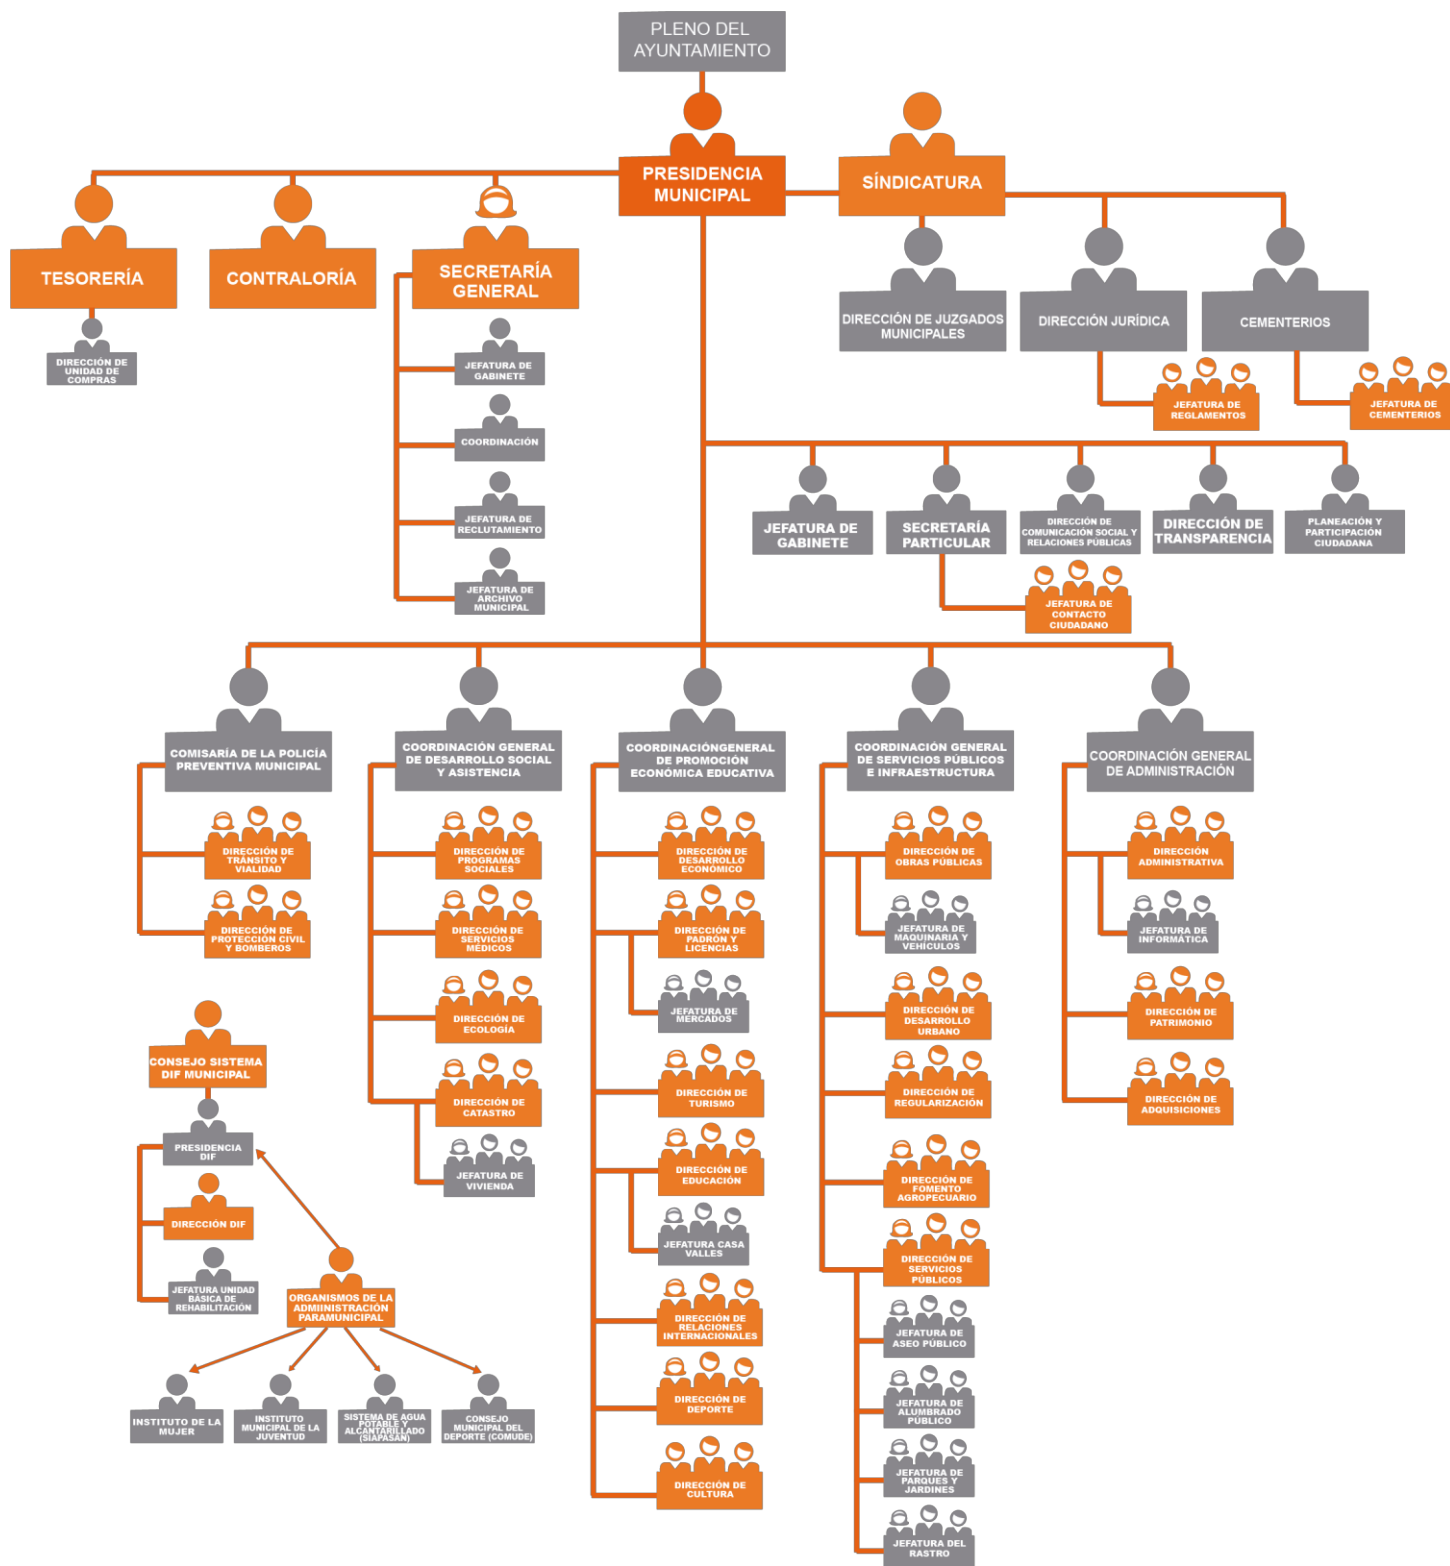 PLENO DEL
AYUNTAMIENTO
PRESIDENCIA
MUNICIPAL
SÍNDICATURA
TESORERÍA
CONTRALORÍA
SECRETARÍA
GENERAL
DIRECCIÓN DE JUZGADOS
MUNICIPALES
DIRECCIÓN JURÍDICA
CEMENTERIOS
DIRECCIÓN DE
UNIDAD DE
COMPRAS
JEFATURA DE
GABINETE
COORDINACIÓN
JEFATURA DE
RECLUTAMIENTO
JEFATURA DE
ARCHIVO
MUNICIPAL
JEFATURA DE
REGLAMENTOS
JEFATURA DE
CEMENTERIOS
JEFATURA DE
GABINETE
SECRETARÍA
PARTICULAR
DIRECCIÓN DE
COMUNICACIÓN SOCIAL Y
RELACIONES PÚBLICAS
DIRECCIÓN DE
TRANSPARENCIA
PLANEACIÓN Y
PARTICIPACIÓN
CIUDADANA
JEFATURA DE
CONTACTO
CIUDADANO
COMISARÍA DE LA POLICÍA
PREVENTIVA MUNICIPAL
COORDINACIÓN GENERAL
DE DESARROLLO SOCIAL
Y ASISTENCIA
COORDINACIÓNGENERAL
DE PROMOCIÓN
ECONÓMICA EDUCATIVA
COORDINACIÓN GENERAL
DE SERVICIOS PÚBLICOS
E INFRAESTRUCTURA
COORDINACIÓN GENERAL
DE ADMINISTRACIÓN
DIRECCIÓN DE
TRÁNSITO Y
VIALIDAD
DIRECCIÓN DE
PROTECCIÓN CIVIL
Y BOMBEROS
DIRECCIÓN DE
PROGRAMAS
SOCIALES
DIRECCIÓN DE
SERVICIOS
MÉDICOS
DIRECCIÓN DE
ECOLOGÍA
DIRECCIÓN DE
CATASTRO
JEFATURA DE
VIVIENDA
DIRECCIÓN DE
DESARROLLO
ECONÓMICO
DIRECCIÓN DE
PADRÓN Y
LICENCIAS
JEFATURA DE
MERCADOS
DIRECCIÓN DE
TURISMO
DIRECCIÓN DE
EDUCACIÓN
JEFATURA CASA
VALLES
DIRECCIÓN DE
RELACIONES
INTERNACIONALES
DIRECCIÓN DE
DEPORTE
DIRECCIÓN DE
CULTURA
DIRECCIÓN DE
OBRAS PÚBLICAS
JEFATURA DE
MAQUINARIA Y
VEHÍCULOS
DIRECCIÓN DE
DESARROLLO
URBANO
DIRECCIÓN DE
REGULARIZACIÓN
DIRECCIÓN DE
FOMENTO
AGROPECUARIO
DIRECCIÓN DE
SERVICIOS
PÚBLICOS
JEFATURA DE
ASEO PÚBLICO
JEFATURA DE
ALUMBRADO
PÚBLICO
JEFATURA DE
PARQUES Y
JARDINES
JEFATURA DEL
RASTRO
DIRECCIÓN
ADMINISTRATIVA
JEFATURA DE
INFORMÁTICA
DIRECCIÓN DE
PATRIMONIO
DIRECCIÓN DE
ADQUISICIONES
CONSEJO SISTEMA
DIF MUNICIPAL
PRESIDENCIA
DIF
DIRECCIÓN DIF
JEFATURA UNIDAD
BÁSICA DE
REHABILITACIÓN
ORGANISMOS DE LA
ADMIINISTRACIÓN
PARAMUNICIPAL
INSTITUTO DE LA
MUJER
INSTITUTO
MUNICIPAL DE LA
JUVENTUD
SISTEMA DE AGUA
POTABLE Y
ALCANTARILLADO
(SIAPASAN)
CONSEJO
MUNICIPAL DEL
DEPORTE (COMUDE)